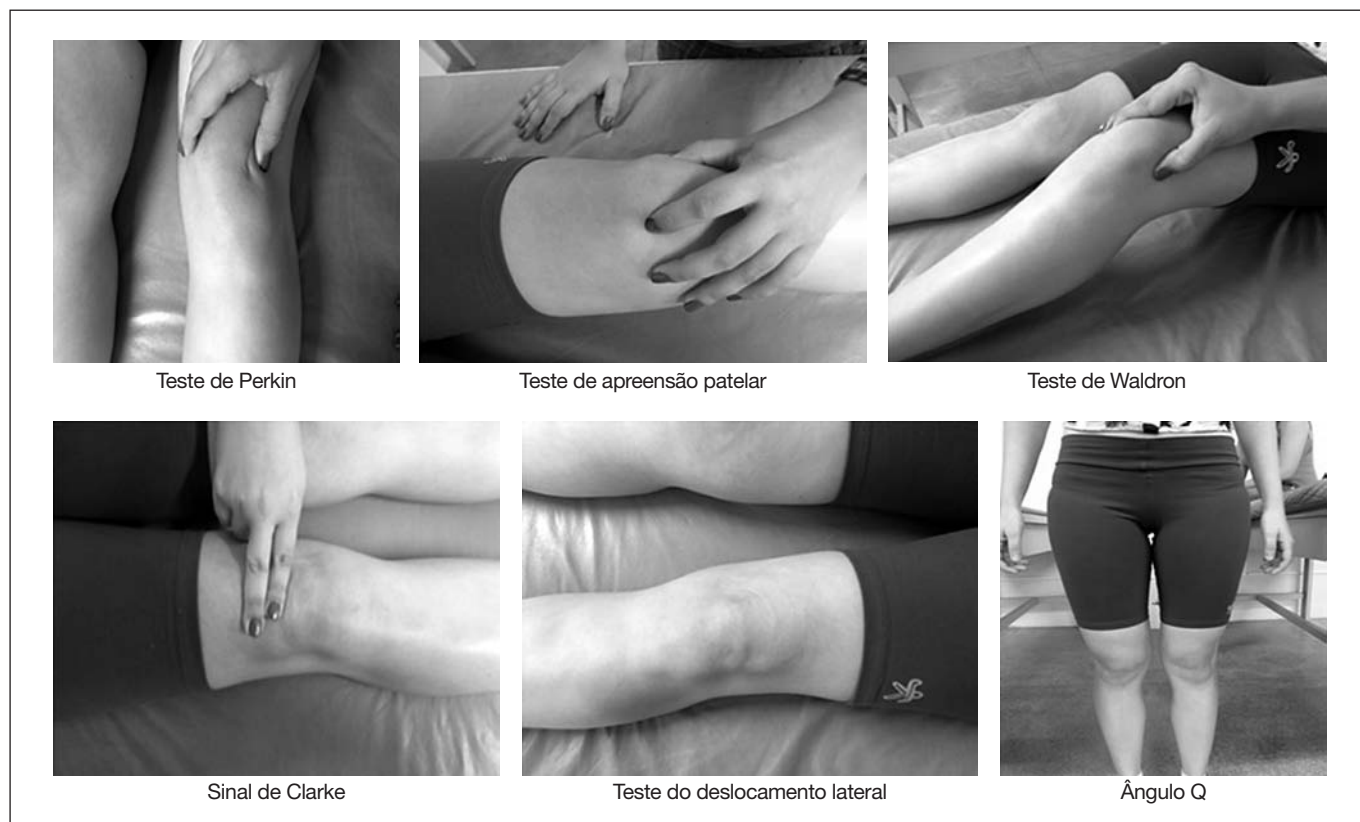 Teste de Perkin
Teste de apreensão patelar
Teste de Waldron
Sinal de Clarke
Teste do deslocamento lateral
Ângulo Q